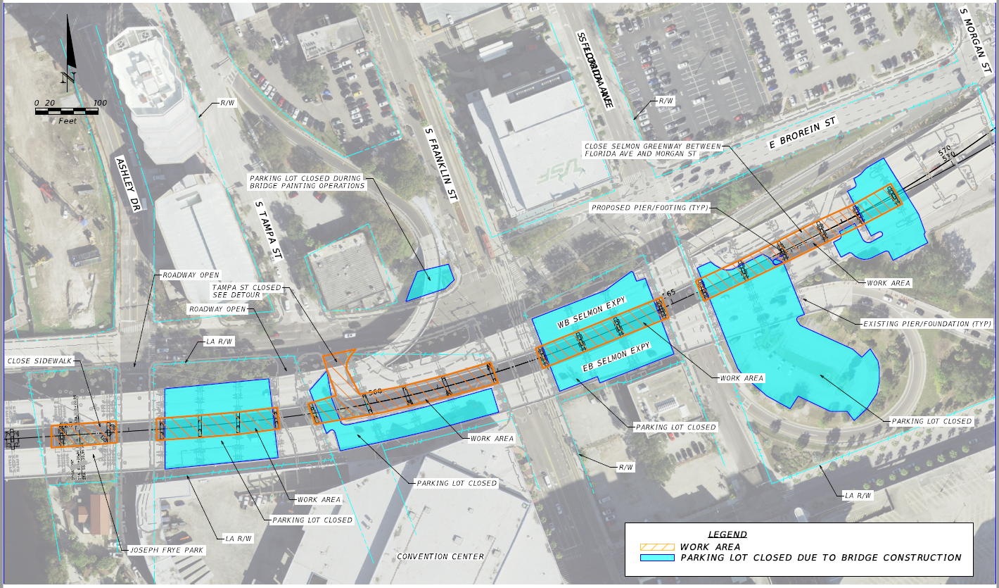 S MORGAN ST
N
0 20 100
Feet
R/W
R/W
E BROREIN ST
CLOSE SELMON GREENWAY BETWEEN
FLORIDA AVE AND MORGAN ST
570
570
S FRANKLIN ST
ASHLEY DR
USF
PARKING LOT CLOSED DURING
BRIDGE PAINTING OPERATIONS
S TAMPA ST
PROPOSED PIER/FOOTING (TYP)
ROADWAY OPEN
TAMPA ST CLOSED
SEE DETOUR
ROADWAY OPEN
WORK AREA
65
WB SELMON EXPY
EXISTING PIER/FOUNDATION (TYP)
LA R/W
CLOSE SIDEWALK
EB SELMON EXPY
WORK AREA
560
PARKING LOT CLOSED
PARKING LOT CLOSED
WORK AREA
R/W
PARKING LOT CLOSED
LA R/W
WORK AREA
PARKING LOT CLOSED
LA R/W
JOSEPH FRYE PARK
CONVENTION CENTER
LEGEND
WORK AREA
PARKING LOT CLOSED DUE TO BRIDGE CONSTRUCTION